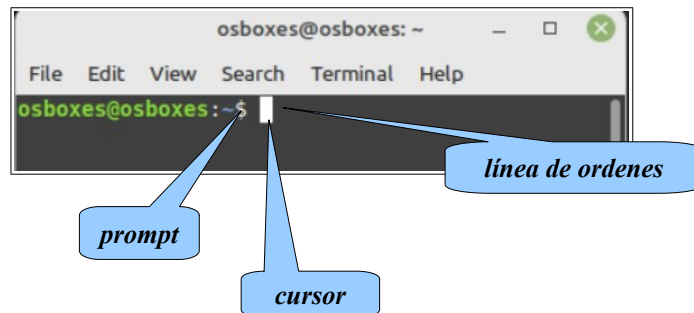 osboxes@osboxes: ~
File Edit View Search Terminal Help
osboxes@osboxes:~$
línea de ordenes
prompt
cursor